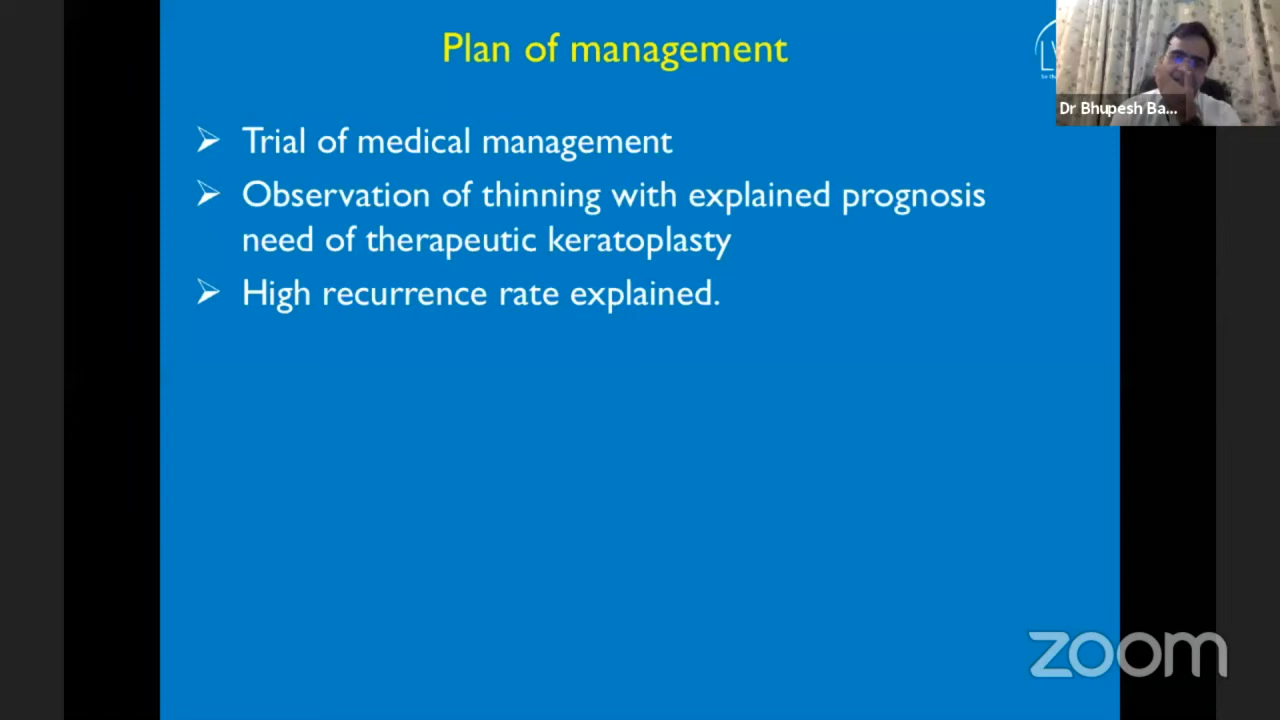 Plan of management
Dr Bhupesh Ba...
➢ Trial of medical management
➢ Observation of thinning with explained prognosis
need of therapeutic keratoplasty
➢ High recurrence rate explained.
zoom